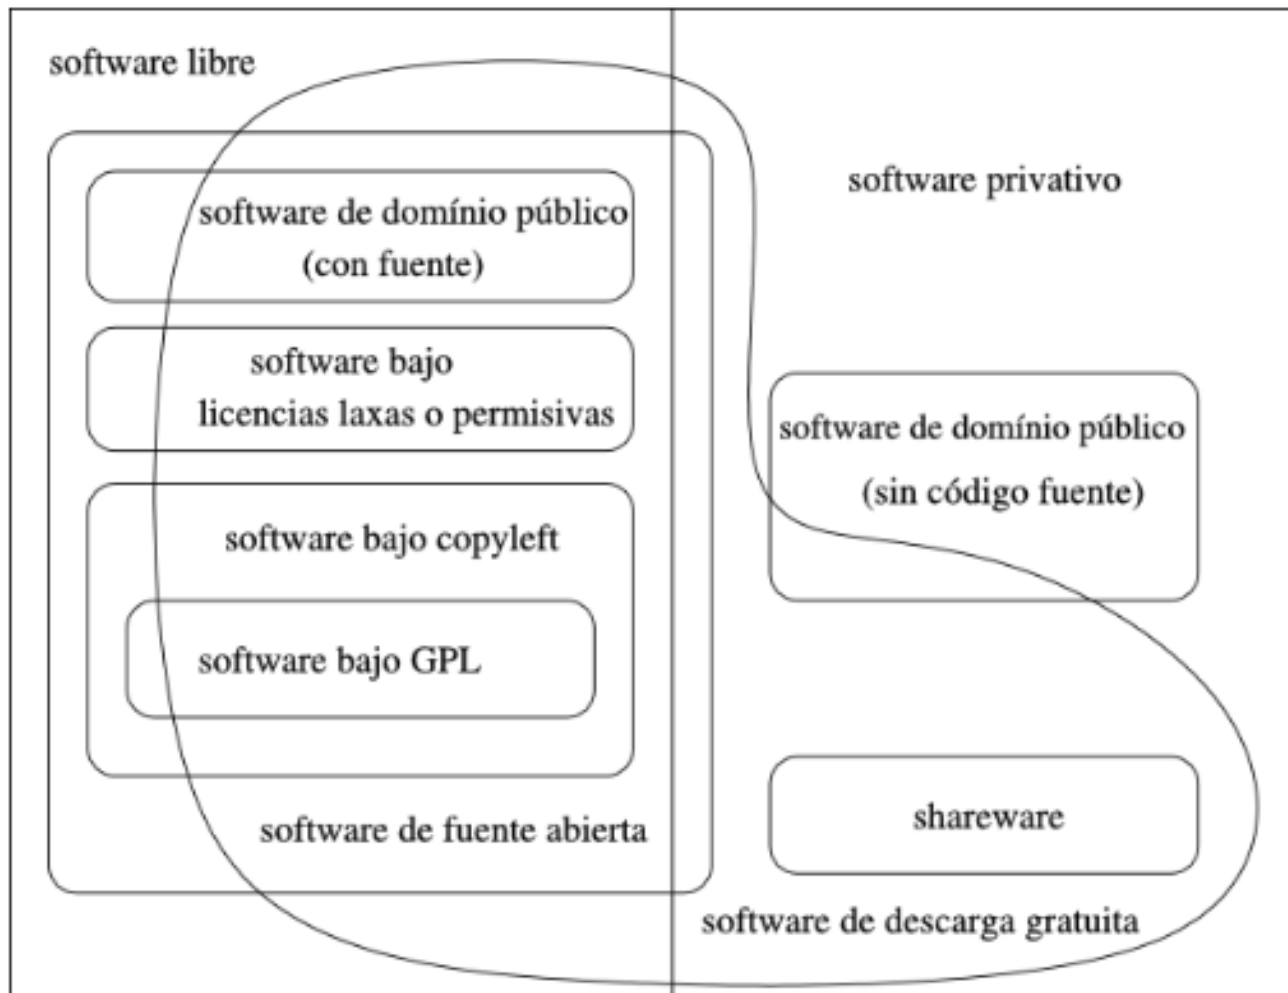 software libre
software de domínio público
(con fuente)
software bajo
licencias laxas o permisivas
software bajo copyleft
software bajo GPL
software de fuente abierta
software privativo
software de domínio público
(sin código fuente)
shareware
software de descarga gratuita